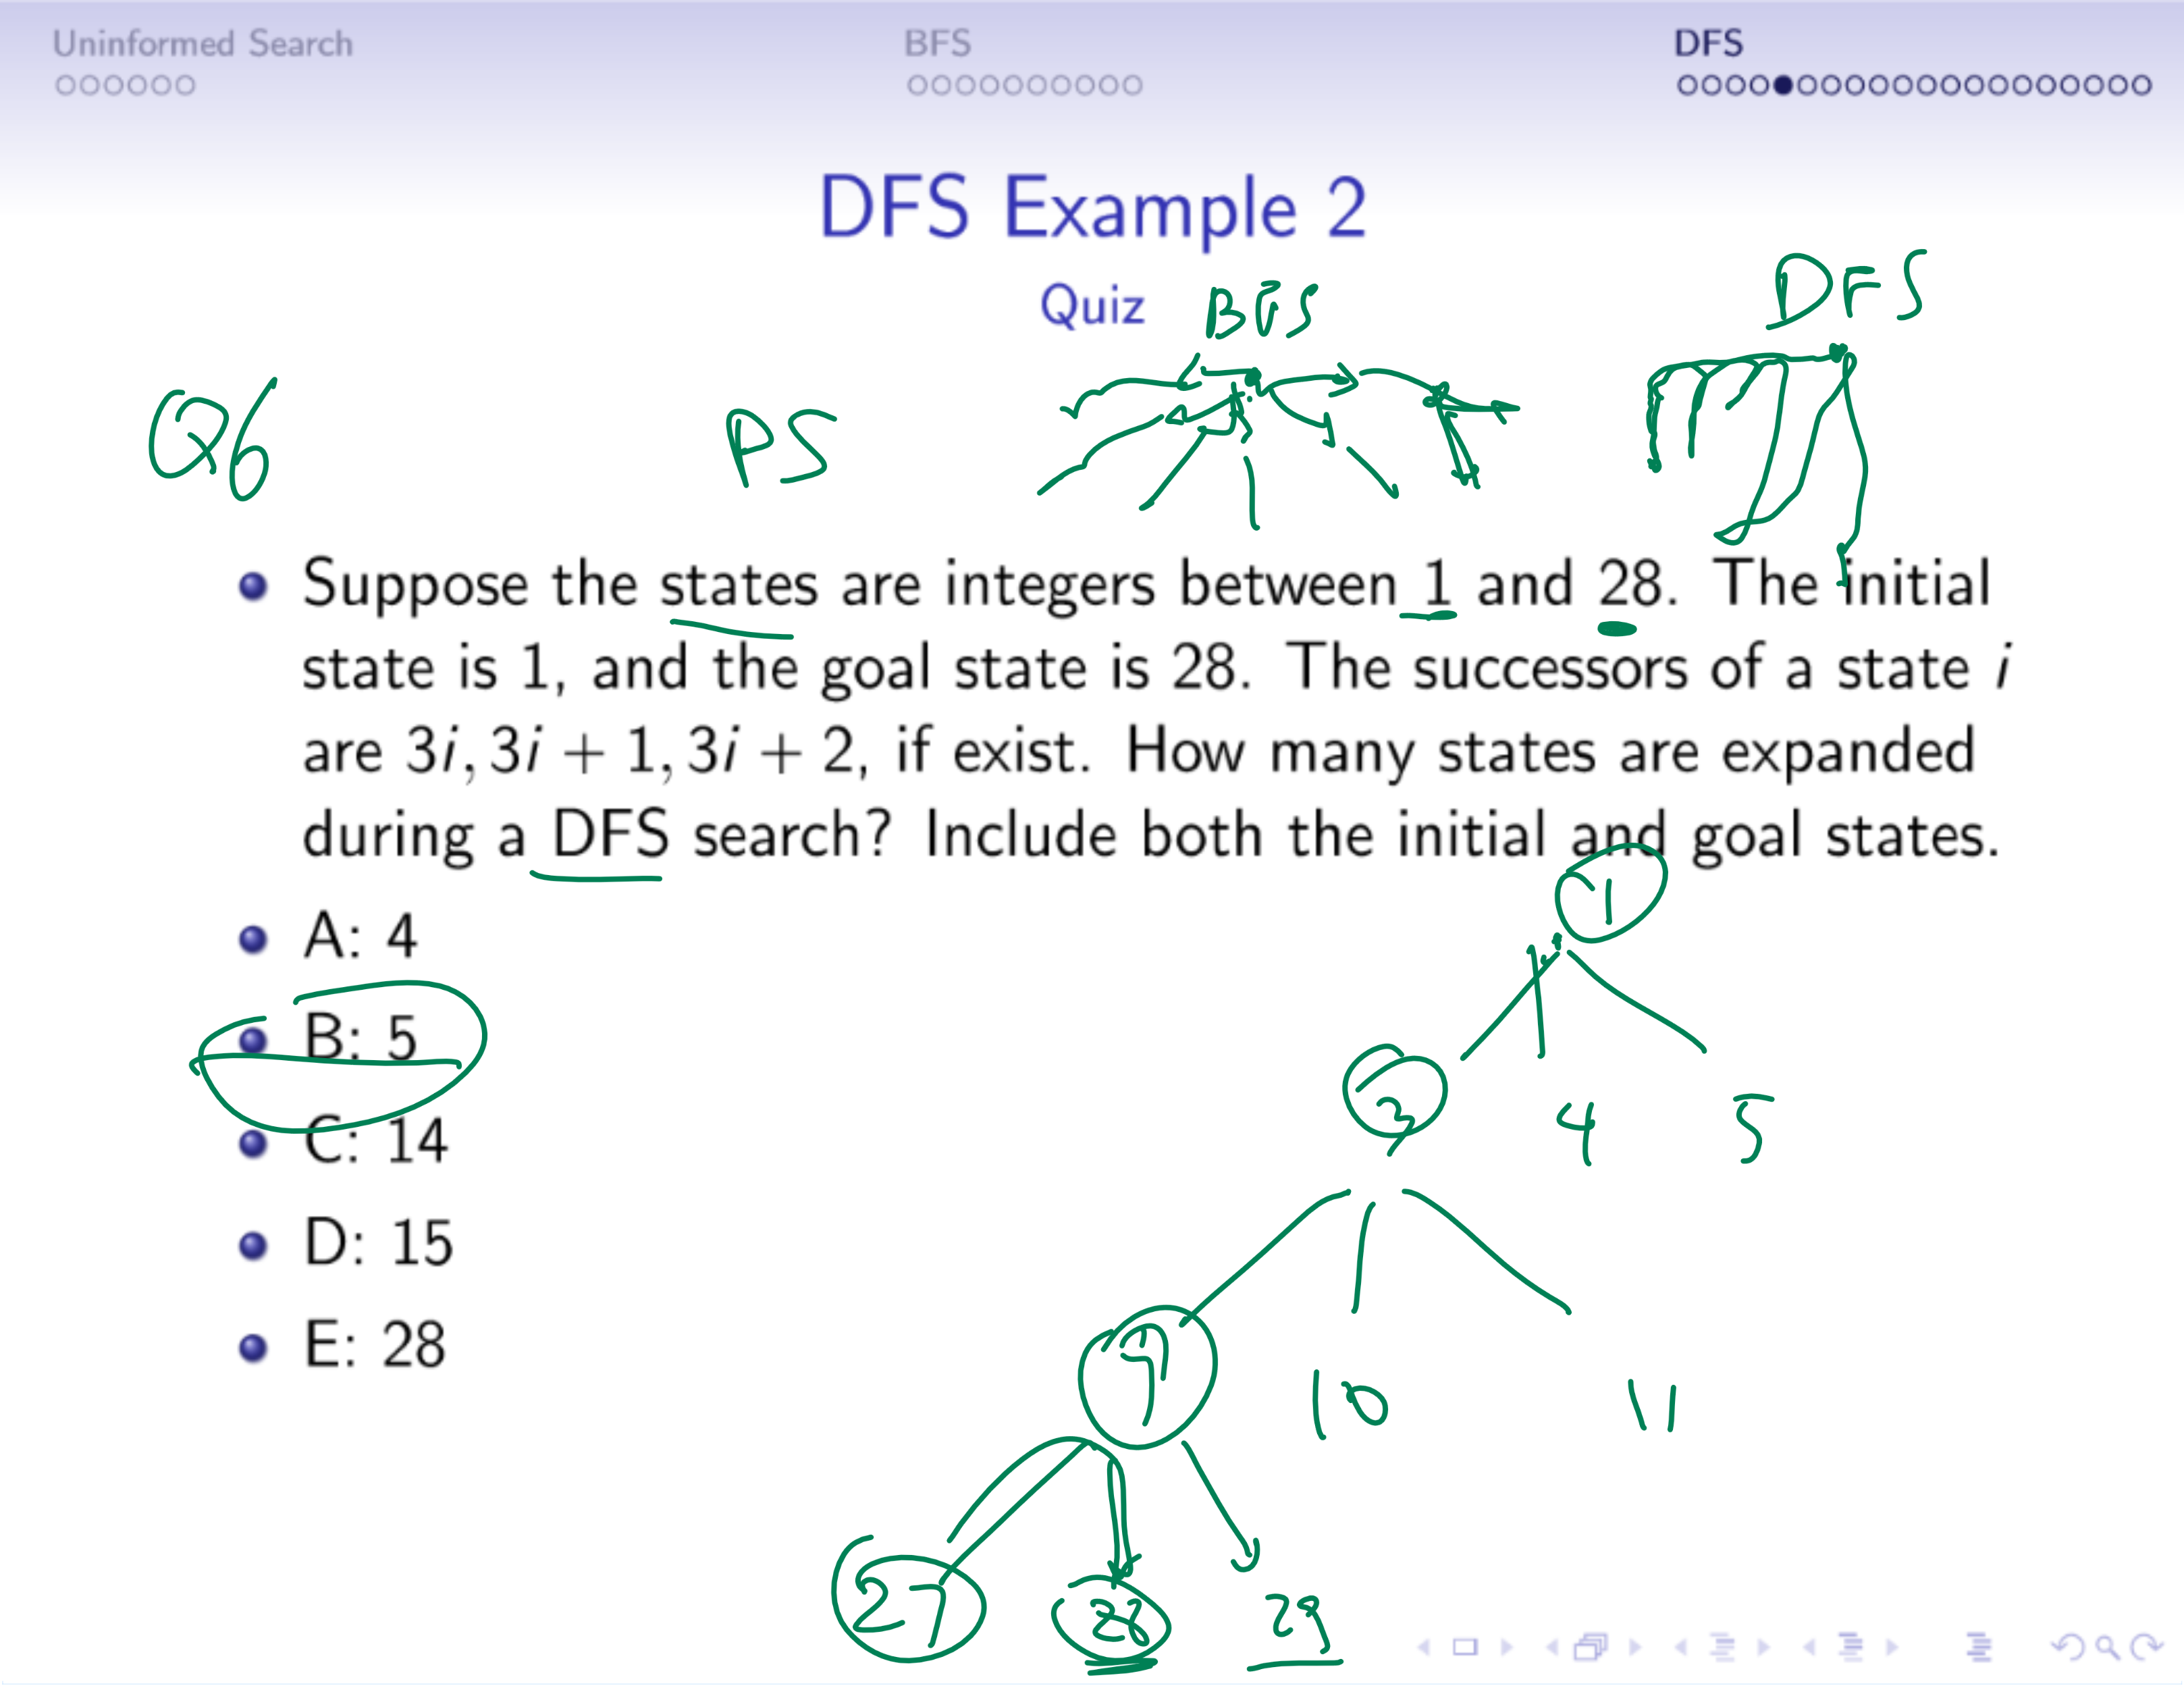 Uninformed Search BFS DFS
DFS Example 2
Quiz BFS DFS
Q6
Suppose the states are integers between 1 and 28. The initial
state is 1, and the goal state is 28. The successors of a state i
are 3i, 3i + 1, 3i + 2, if exist. How many states are expanded
during a DFS search? Include both the initial and goal states.
1
A: 4
B: 5
3 4 5
C: 14
D: 15
E: 28
9 10 11
27 28 29